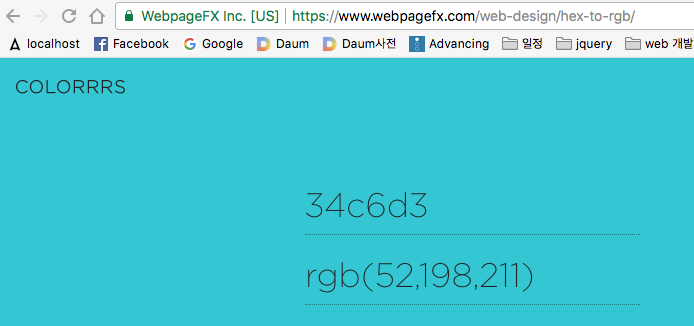 WebpageFX Inc. [US] https://www.webpagefx.com/web-design/hex-to-rgb/
localhost Facebook Google Daum Daum사전 Advancing 일정 jquery web 개발
COLORRRS
34c6d3
rgb(52,198,211)